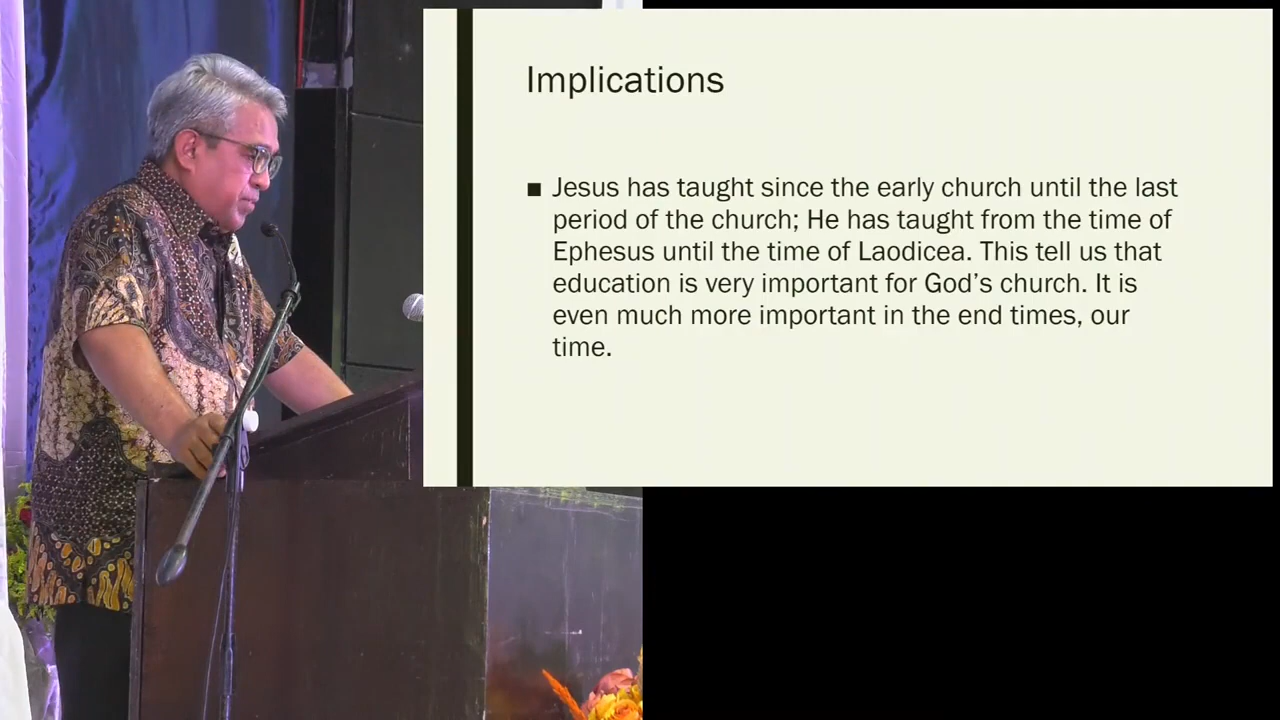 Implications
■ Jesus has taught since the early church until the last
period of the church; He has taught from the time of
Ephesus until the time of Laodicea. This tell us that
education is very important for God’s church. It is
even much more important in the end times, our
time.